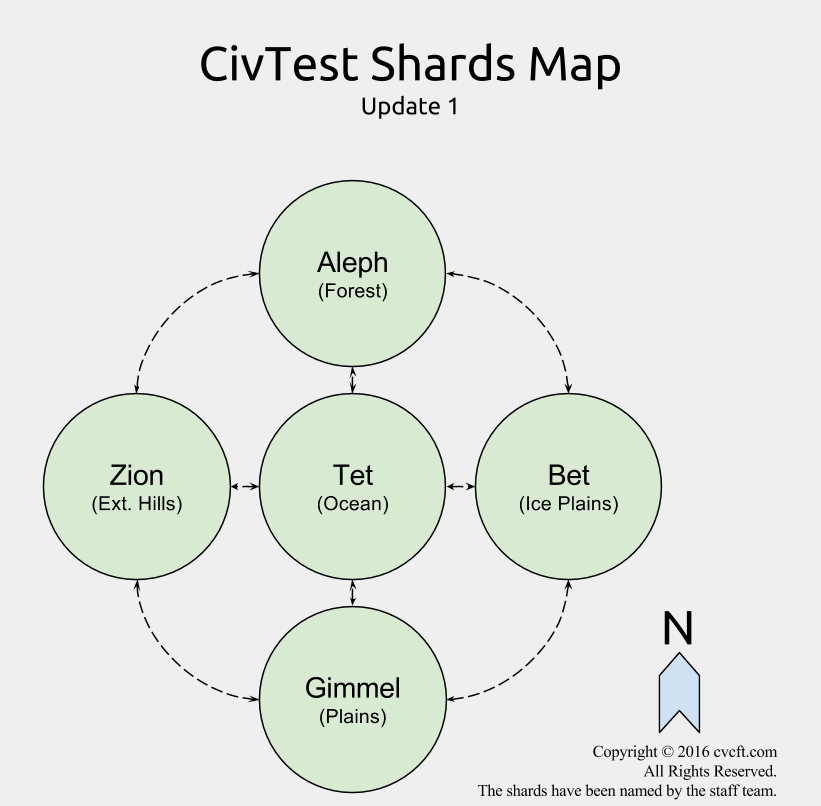 CivTest Shards Map
Update 1
Aleph
(Forest)
Zion
(Ext. Hills)
Tet
(Ocean)
Bet
(Ice Plains)
Gimmel
(Plains)
N
Copyright © 2016 cvcft.com
All Rights Reserved.
The shards have been named by the staff team.